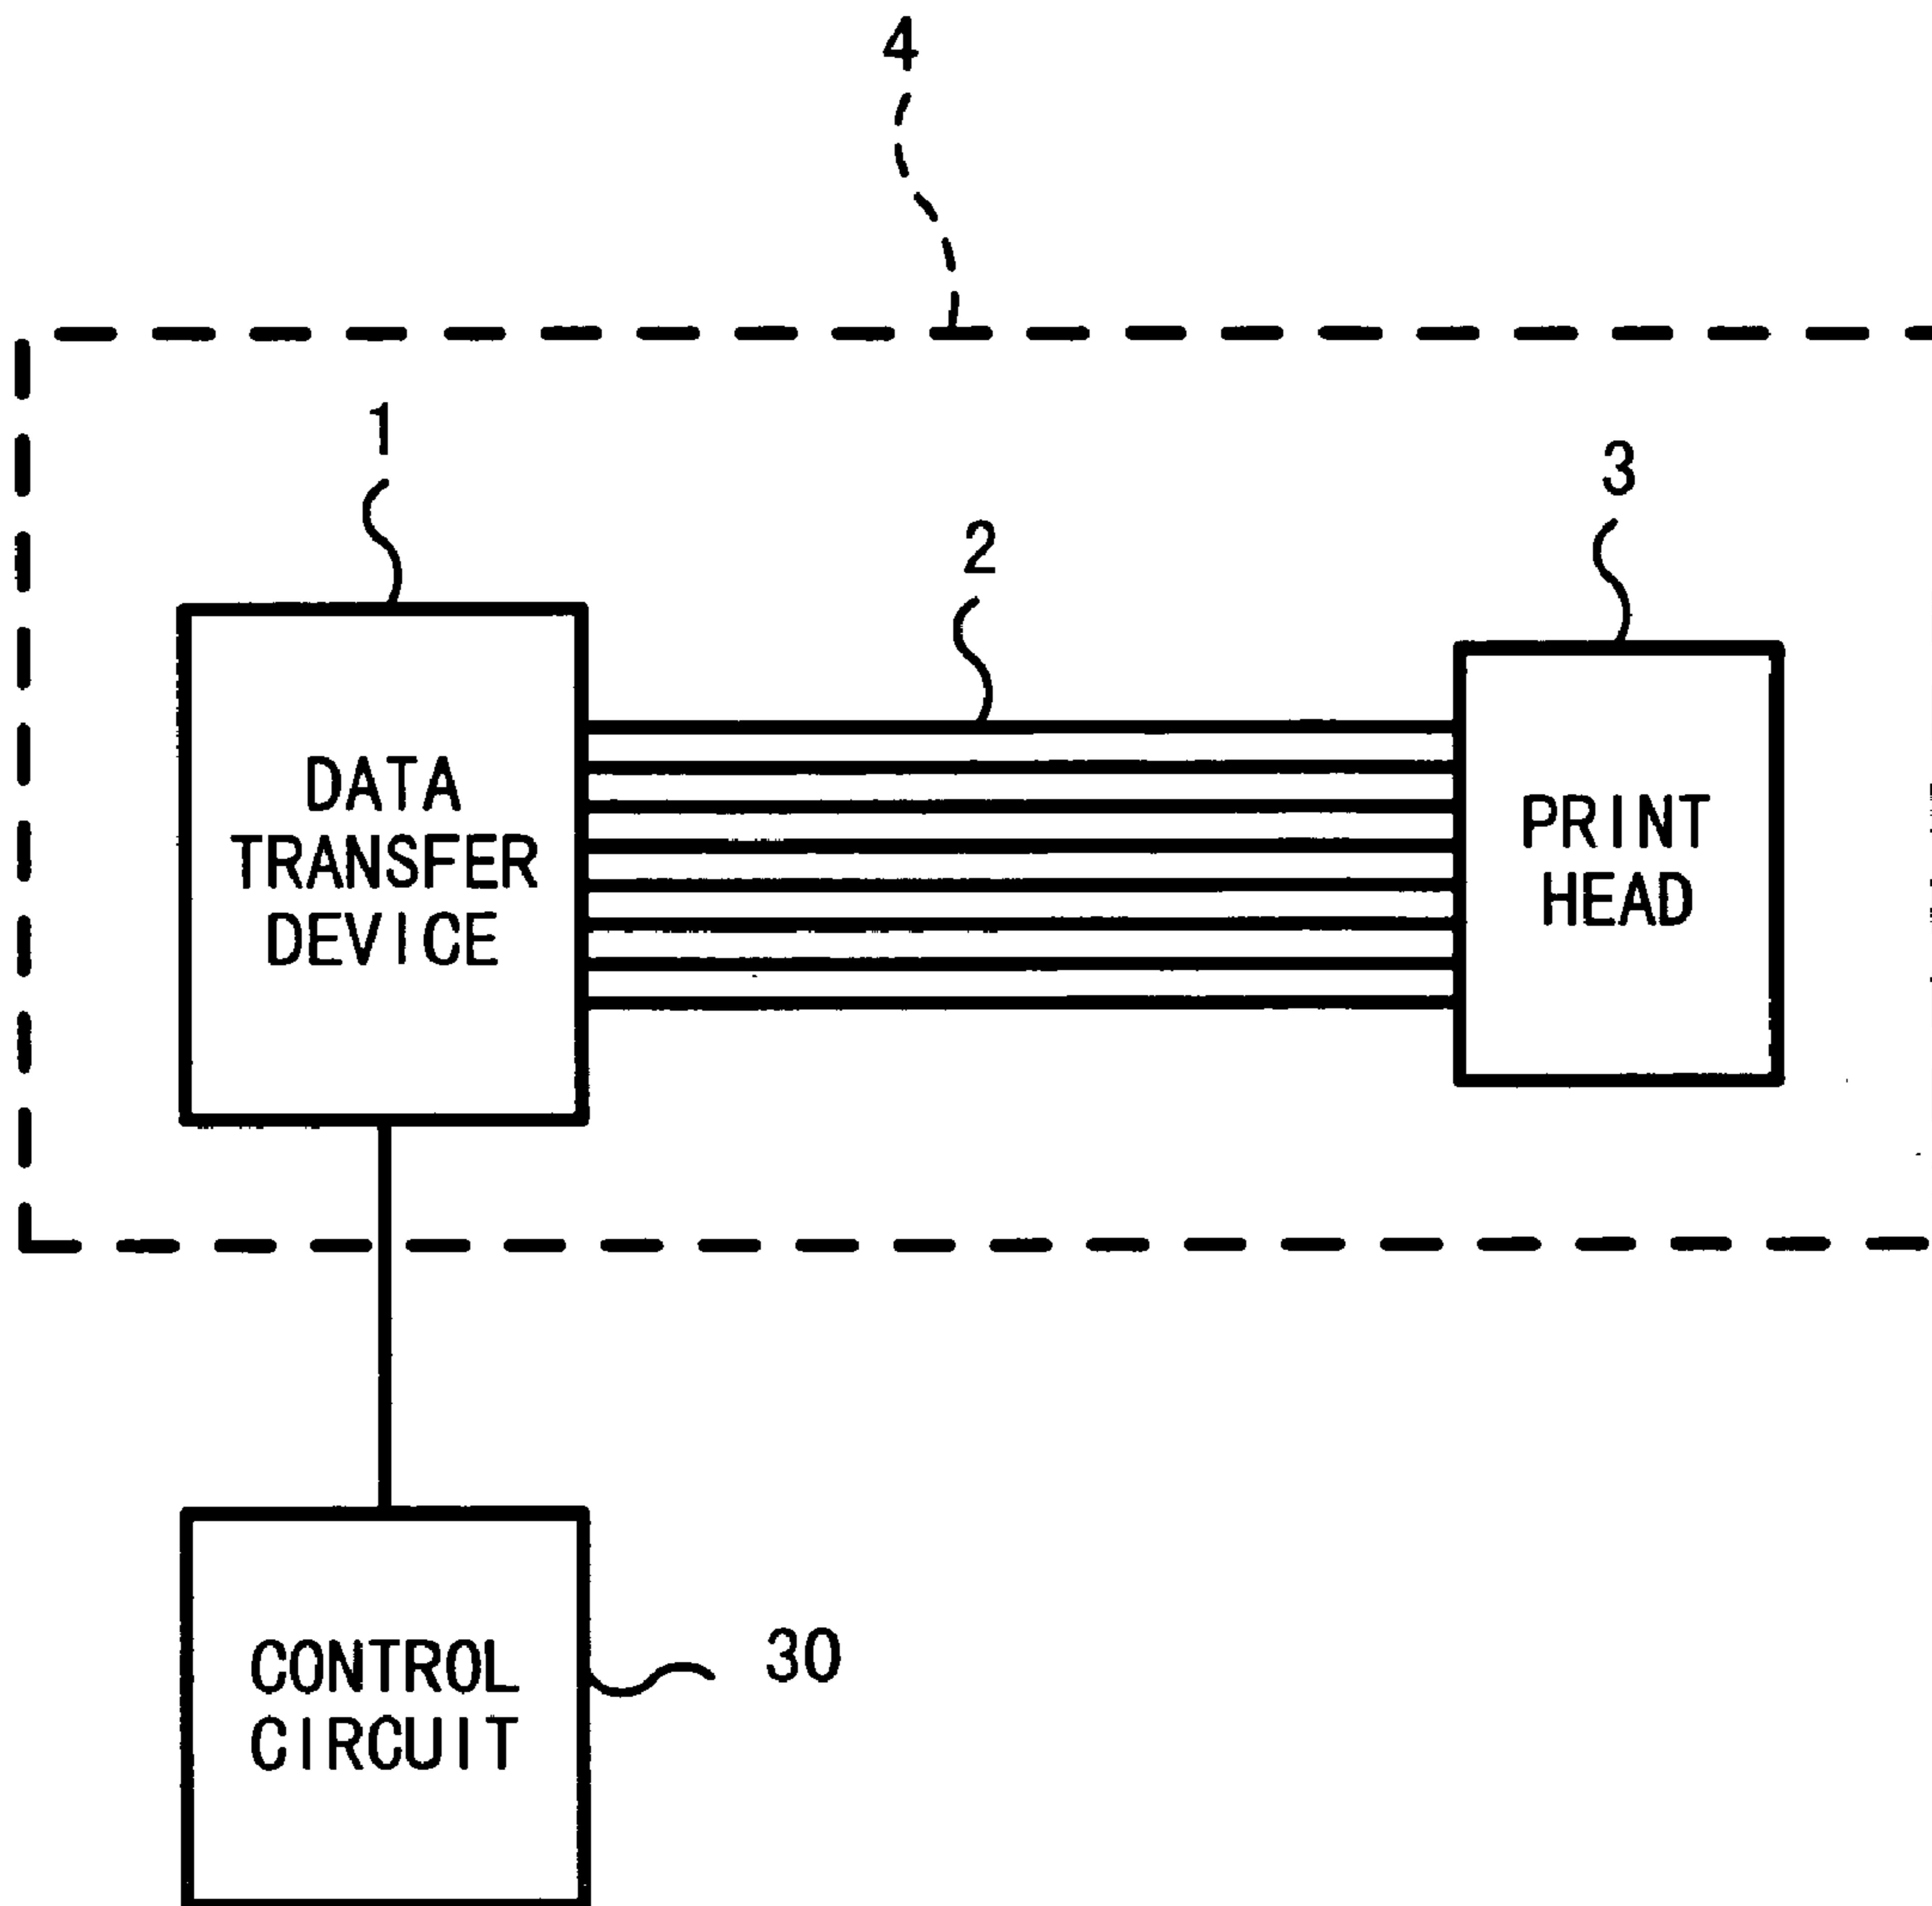 4
1
2
3
DATA
TRANSFER
DEVICE
PRINT
HEAD
CONTROL
CIRCUIT
30